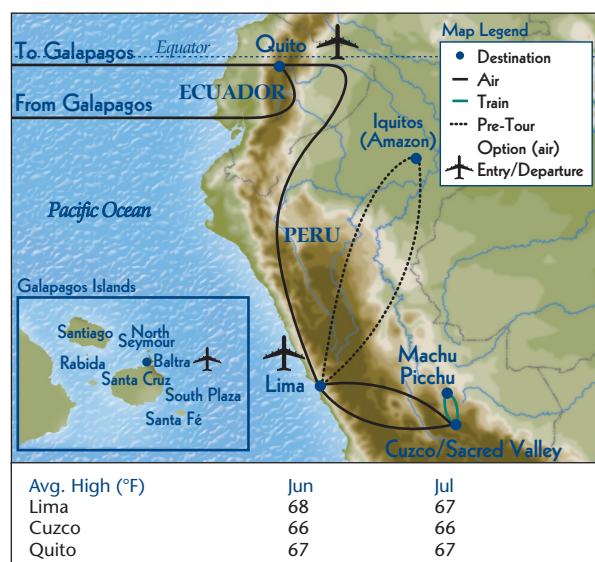 To Galapagos
Equator
Quito
ECUADOR
From Galapagos
Map Legend
Destination
Air
Train
Pre-Tour
Option (air)
Entry/Departure
Iquitos
(Amazon)
Pacific Ocean
PERU
Galapagos Islands
Santiago
North
Seymour
Rabida
Baltra
Santa Cruz
South Plaza
Santa Fé
Lima
Machu
Picchu
Cuzco/Sacred Valley
Avg. High (°F) Jun Jul
Lima 68 67
Cuzco 66 66
Quito 67 67